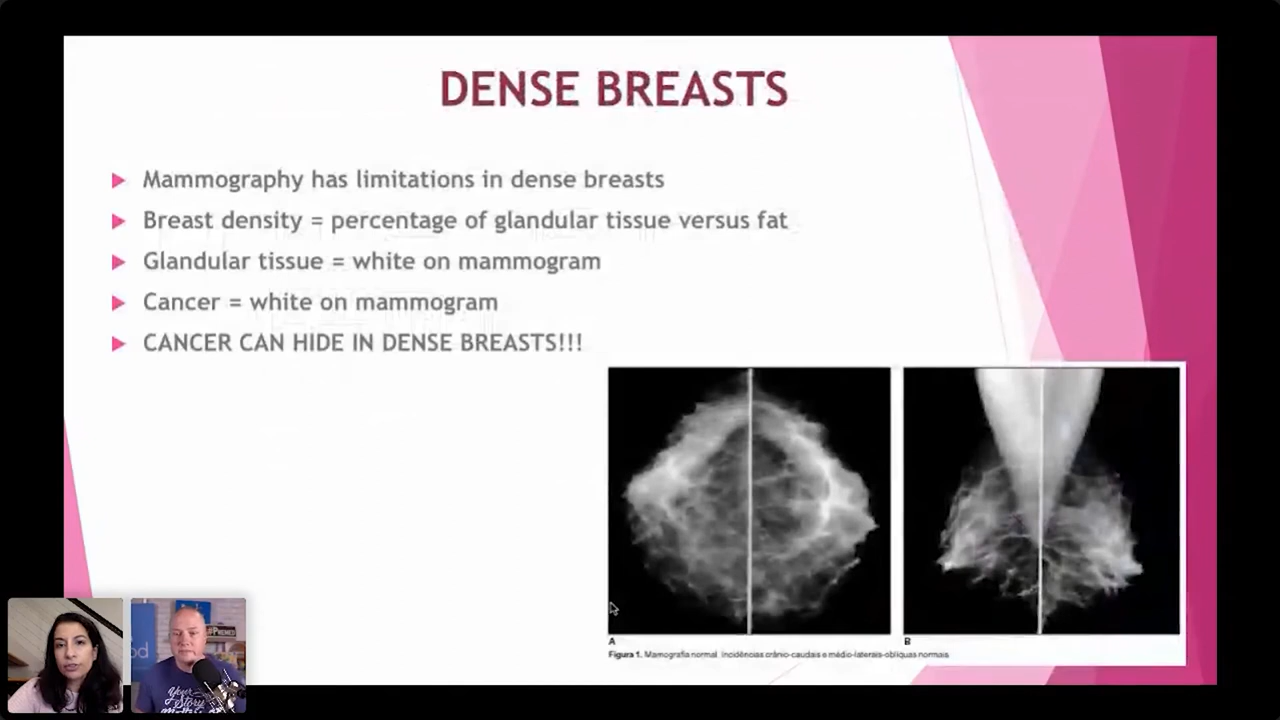 DENSE BREASTS
Mammography has limitations in dense breasts
Breast density = percentage of glandular tissue versus fat
Glandular tissue = white on mammogram
Cancer = white on mammogram
CANCER CAN HIDE IN DENSE BREASTS!!!
A
B
Figura 1. Mamografia normal. Incidências crânio-caudais e médio-laterais-oblíquas normais
Your
Story